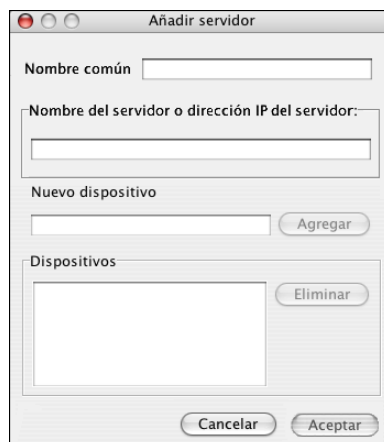 Añadir servidor
Nombre común
Nombre del servidor o dirección IP del servidor:
Nuevo dispositivo
Agregar
Dispositivos
Eliminar
Cancelar
Aceptar